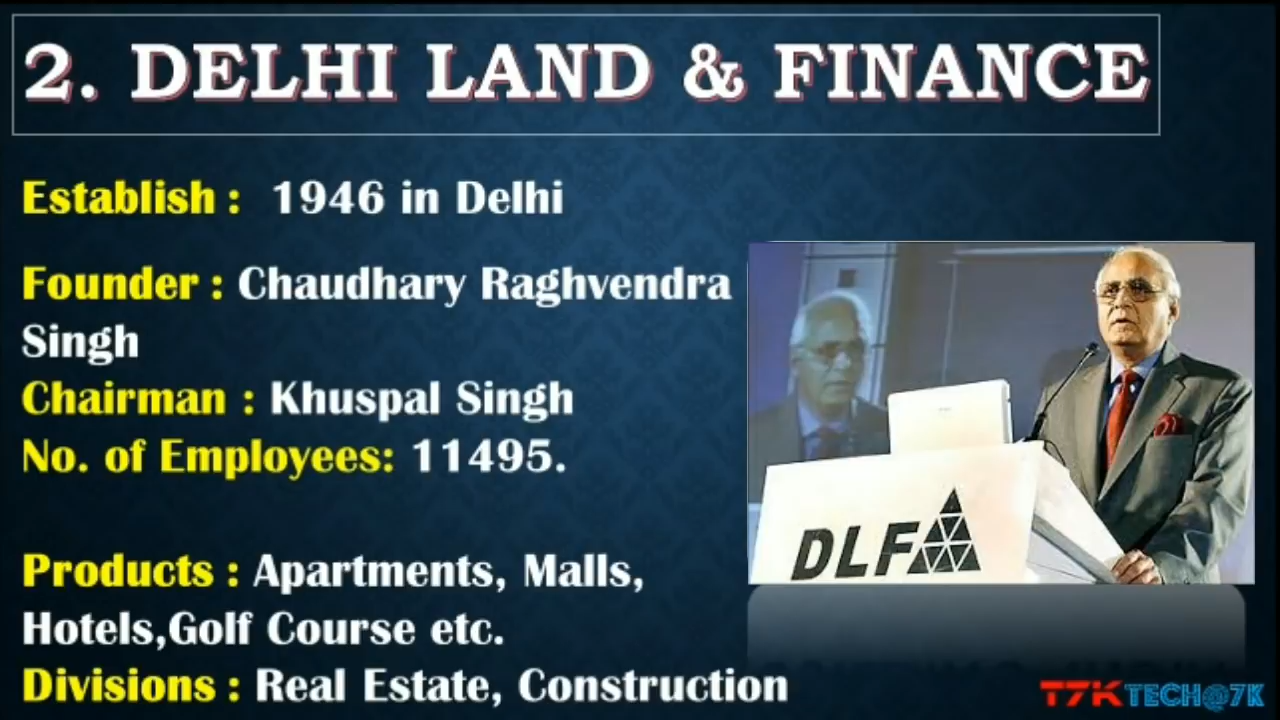 2. DELHI LAND & FINANCE
Establish : 1946 in Delhi
Founder : Chaudhary Raghvendra
Singh
Chairman : Khuspal Singh
No. of Employees: 11495.
DLF
Products : Apartments, Malls,
Hotels,Golf Course etc.
Divisions : Real Estate, Construction
T7K TECH@7K